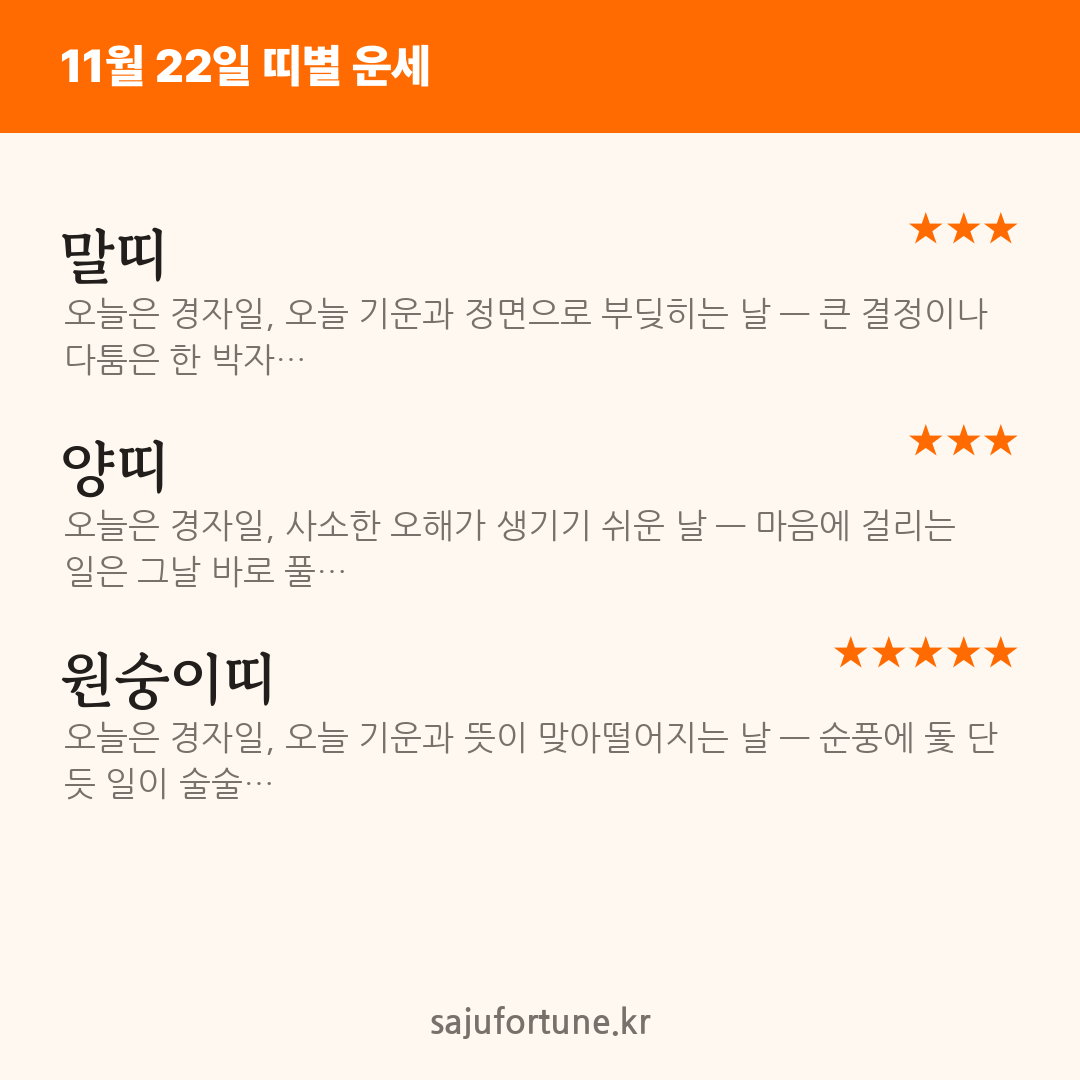 11월 22일 띠별 운세
말띠
★★★
오늘은 경자일, 오늘 기운과 정면으로 부딪히는 날 — 큰 결정이나
다툼은 한 박자…
양띠
★★★
오늘은 경자일, 사소한 오해가 생기기 쉬운 날 — 마음에 걸리는
일은 그날 바로 풀…
원숭이띠
★★★★★
오늘은 경자일, 오늘 기운과 뜻이 맞아떨어지는 날 — 순풍에 돛 단
듯 일이 술술…
sajufortune.kr